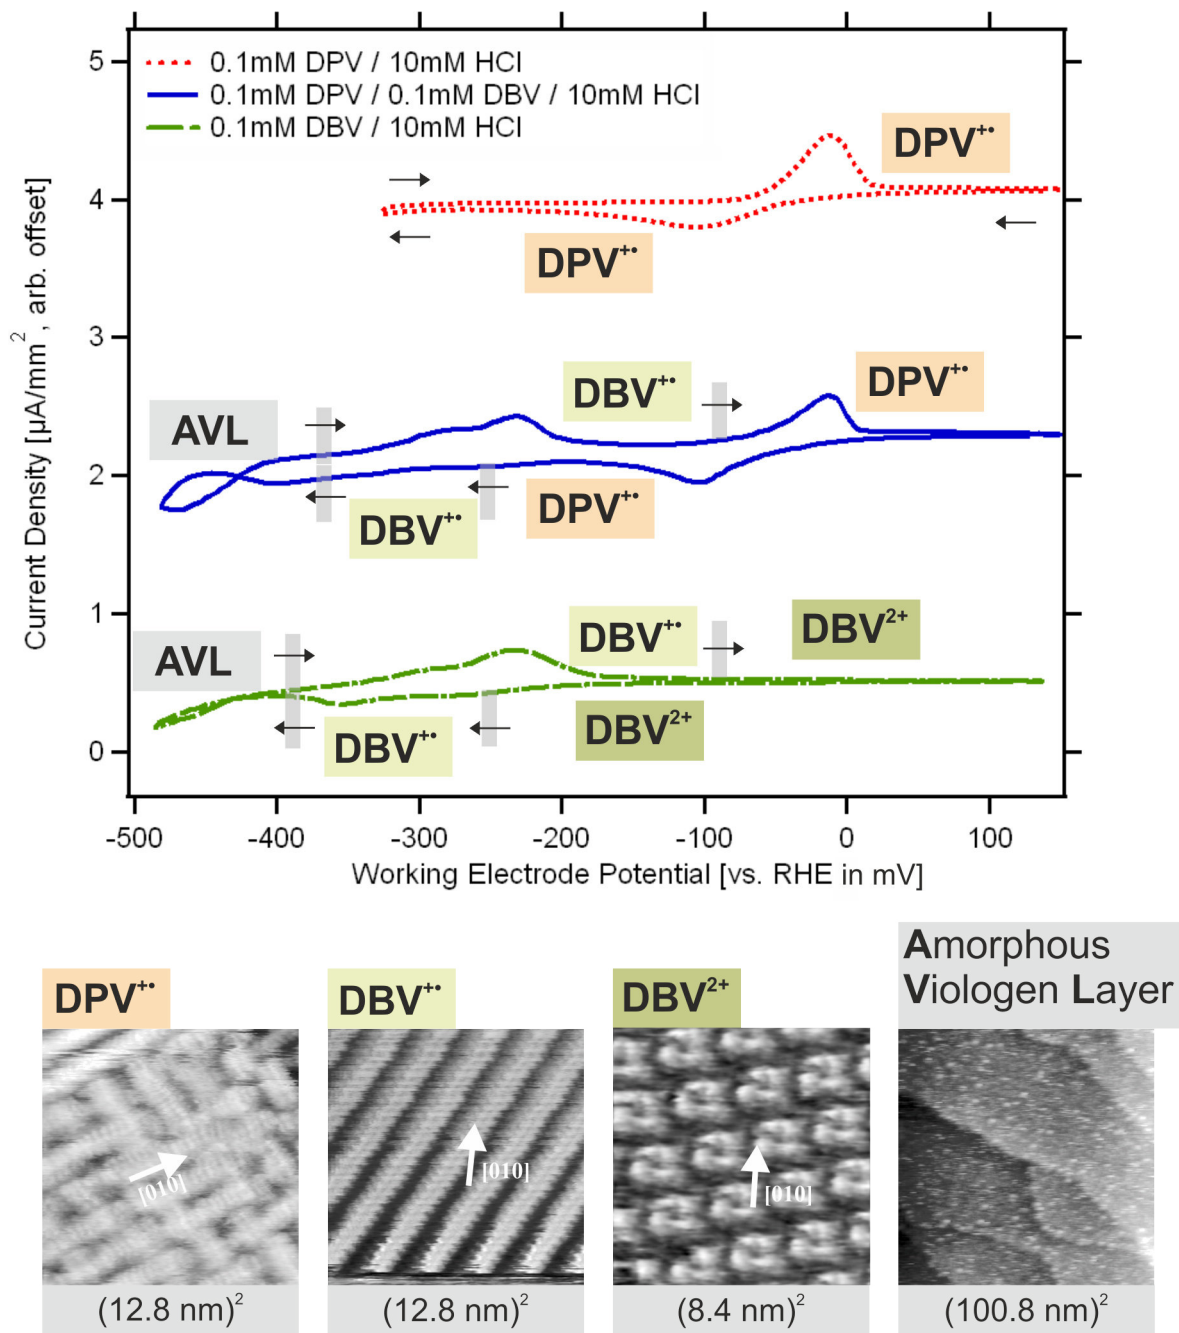 0.1mM DPV / 10mM HCl
0.1mM DPV / 0.1mM DBV / 10mM HCl
0.1mM DBV / 10mM HCl
Current Density [µA/mm², arb. offset]
5
4
3
2
1
0
DPV⁺•
DPV⁺•
AVL
DBV⁺•
DPV⁺•
DBV⁺•
DPV⁺•
AVL
DBV⁺•
DBV²⁺
DBV⁺•
DBV²⁺
-500 -400 -300 -200 -100 0 100
Working Electrode Potential [vs. RHE in mV]
DPV⁺•
[010]
(12.8 nm)²
DBV⁺•
[010]
(12.8 nm)²
DBV²⁺
[010]
(8.4 nm)²
Amorphous
Viologen Layer
(100.8 nm)²